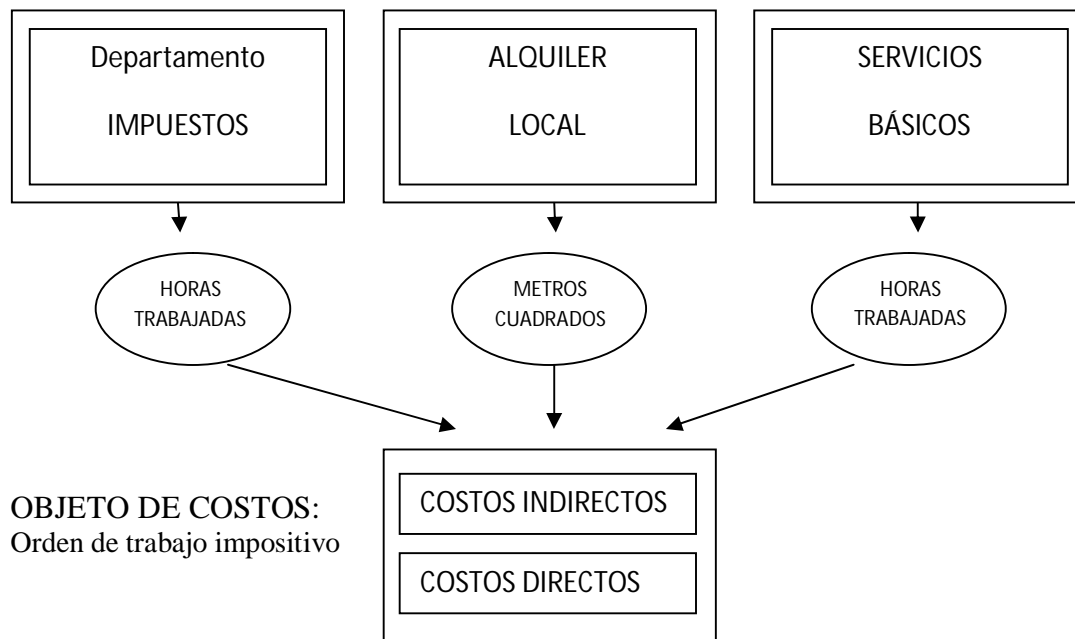 Departamento
IMPUESTOS
ALQUILER
LOCAL
SERVICIOS
BÁSICOS
HORAS
TRABAJADAS
METROS
CUADRADOS
HORAS
TRABAJADAS
OBJETO DE COSTOS:
Orden de trabajo impositivo
COSTOS INDIRECTOS
COSTOS DIRECTOS